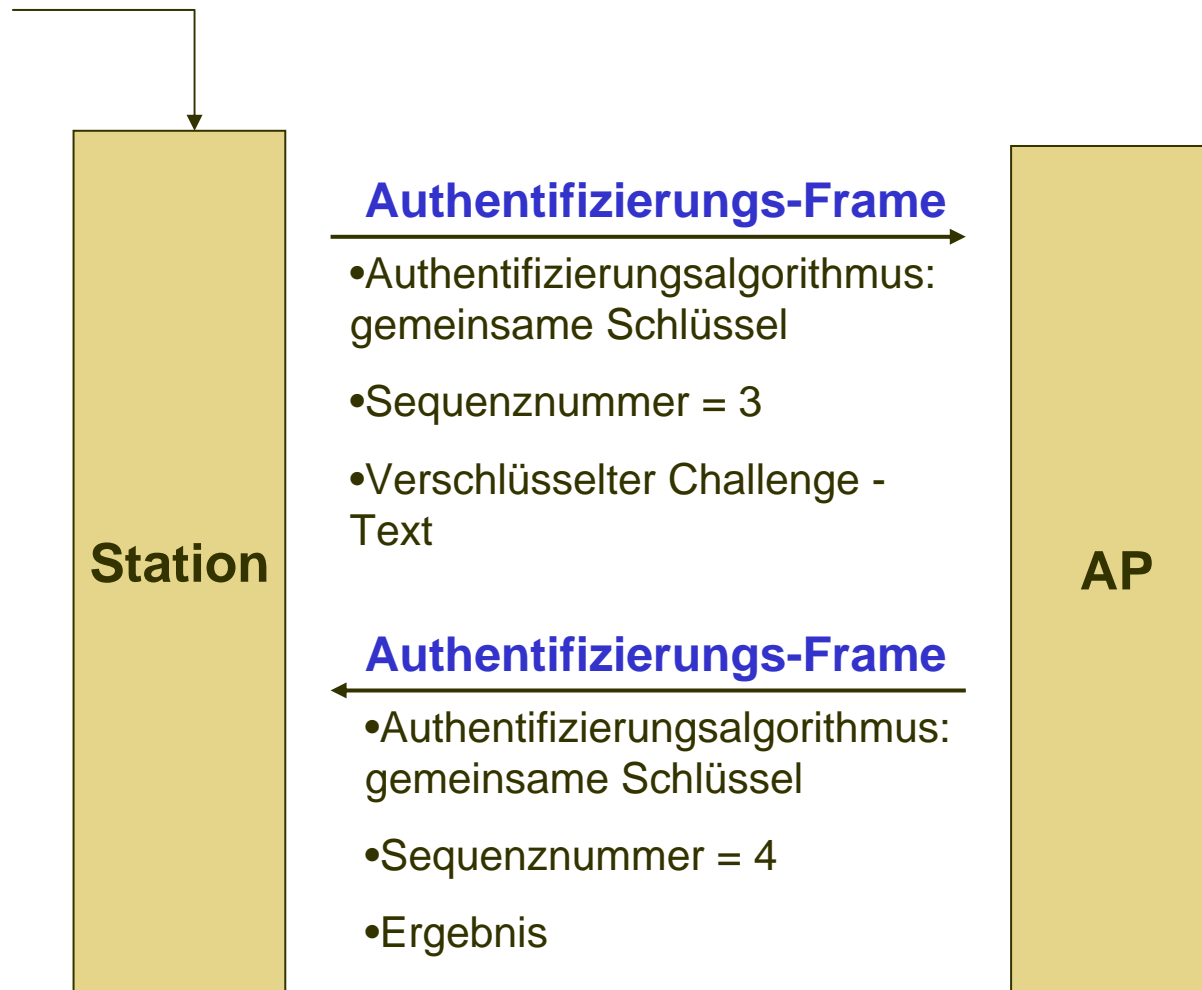 Authentifizierungs-Frame
•Authentifizierungsalgorithmus:
gemeinsame Schlüssel
•Sequenznummer = 3
•Verschlüsselter Challenge -
Text
Station
AP
Authentifizierungs-Frame
•Authentifizierungsalgorithmus:
gemeinsame Schlüssel
•Sequenznummer = 4
•Ergebnis